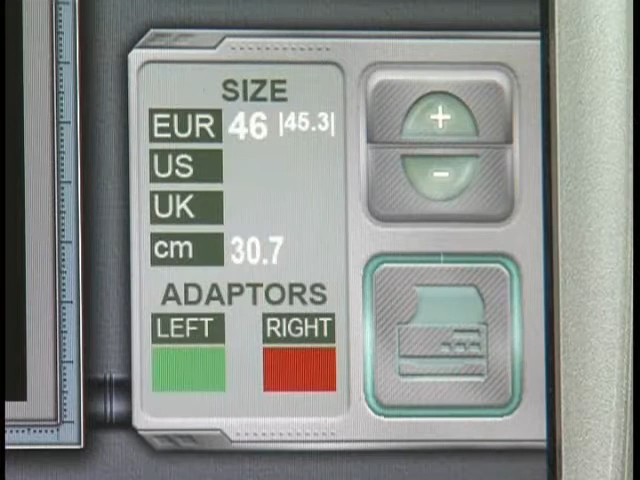 SIZE
EUR 46 |45.3|
US
UK
cm 30.7
ADAPTORS
LEFT RIGHT
+
-